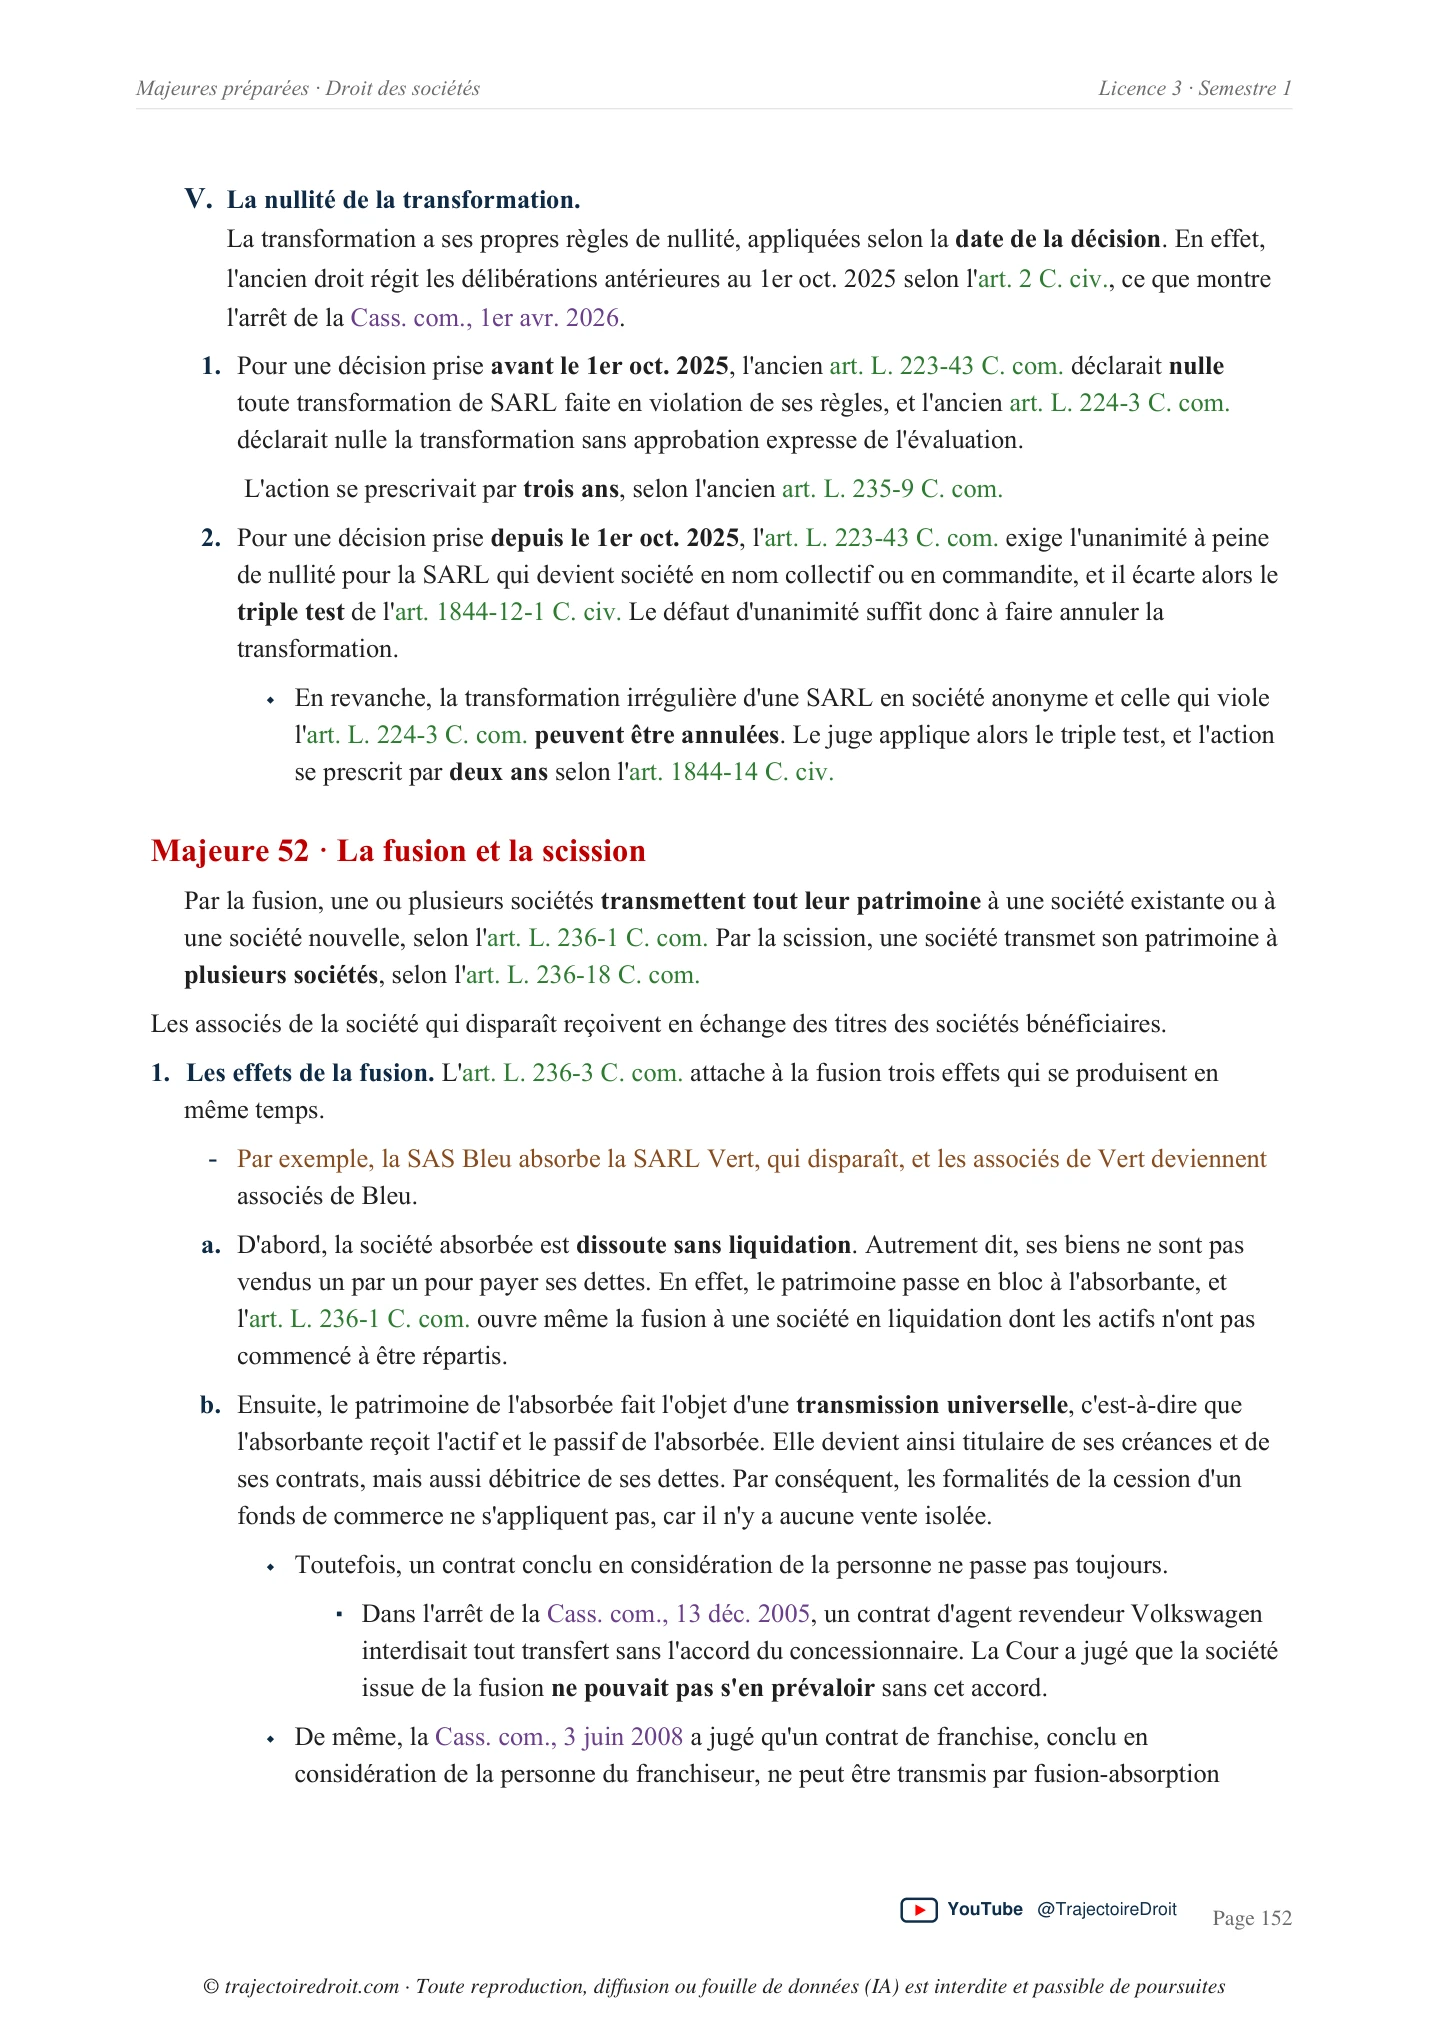 Majeures préparées · Droit des sociétés
Licence 3 · Semestre 1
V. La nullité de la transformation.
La transformation a ses propres règles de nullité, appliquées selon la date de la décision. En effet,
l'ancien droit régit les délibérations antérieures au 1er oct. 2025 selon l'art. 2 C. civ., ce que montre
l'arrêt de la Cass. com., 1er avr. 2026.
1. Pour une décision prise avant le 1er oct. 2025, l'ancien art. L. 223-43 C. com. déclarait nulle
toute transformation de SARL faite en violation de ses règles, et l'ancien art. L. 224-3 C. com.
déclarait nulle la transformation sans approbation expresse de l'évaluation.
L'action se prescrivait par trois ans, selon l'ancien art. L. 235-9 C. com.
2. Pour une décision prise depuis le 1er oct. 2025, l'art. L. 223-43 C. com. exige l'unanimité à peine
de nullité pour la SARL qui devient société en nom collectif ou en commandite, et il écarte alors le
triple test de l'art. 1844-12-1 C. civ. Le défaut d'unanimité suffit donc à faire annuler la
transformation.
⬩ En revanche, la transformation irrégulière d'une SARL en société anonyme et celle qui viole
l'art. L. 224-3 C. com. peuvent être annulées. Le juge applique alors le triple test, et l'action
se prescrit par deux ans selon l'art. 1844-14 C. civ.
Majeure 52 · La fusion et la scission
Par la fusion, une ou plusieurs sociétés transmettent tout leur patrimoine à une société existante ou à
une société nouvelle, selon l'art. L. 236-1 C. com. Par la scission, une société transmet son patrimoine à
plusieurs sociétés, selon l'art. L. 236-18 C. com.
Les associés de la société qui disparaît reçoivent en échange des titres des sociétés bénéficiaires.
1. Les effets de la fusion. L'art. L. 236-3 C. com. attache à la fusion trois effets qui se produisent en
même temps.
- Par exemple, la SAS Bleu absorbe la SARL Vert, qui disparaît, et les associés de Vert deviennent
associés de Bleu.
a. D'abord, la société absorbée est dissoute sans liquidation. Autrement dit, ses biens ne sont pas
vendus un par un pour payer ses dettes. En effet, le patrimoine passe en bloc à l'absorbante, et
l'art. L. 236-1 C. com. ouvre même la fusion à une société en liquidation dont les actifs n'ont pas
commencé à être répartis.
b. Ensuite, le patrimoine de l'absorbée fait l'objet d'une transmission universelle, c'est-à-dire que
l'absorbante reçoit l'actif et le passif de l'absorbée. Elle devient ainsi titulaire de ses créances et de
ses contrats, mais aussi débitrice de ses dettes. Par conséquent, les formalités de la cession d'un
fonds de commerce ne s'appliquent pas, car il n'y a aucune vente isolée.
⬩ Toutefois, un contrat conclu en considération de la personne ne passe pas toujours.
▪ Dans l'arrêt de la Cass. com., 13 déc. 2005, un contrat d'agent revendeur Volkswagen
interdisait tout transfert sans l'accord du concessionnaire. La Cour a jugé que la société
issue de la fusion ne pouvait pas s'en prévaloir sans cet accord.
⬩ De même, la Cass. com., 3 juin 2008 a jugé qu'un contrat de franchise, conclu en
considération de la personne du franchiseur, ne peut être transmis par fusion-absorption
YouTube @TrajectoireDroit
Page 152
© trajectoiredroit.com · Toute reproduction, diffusion ou fouille de données (IA) est interdite et passible de poursuites